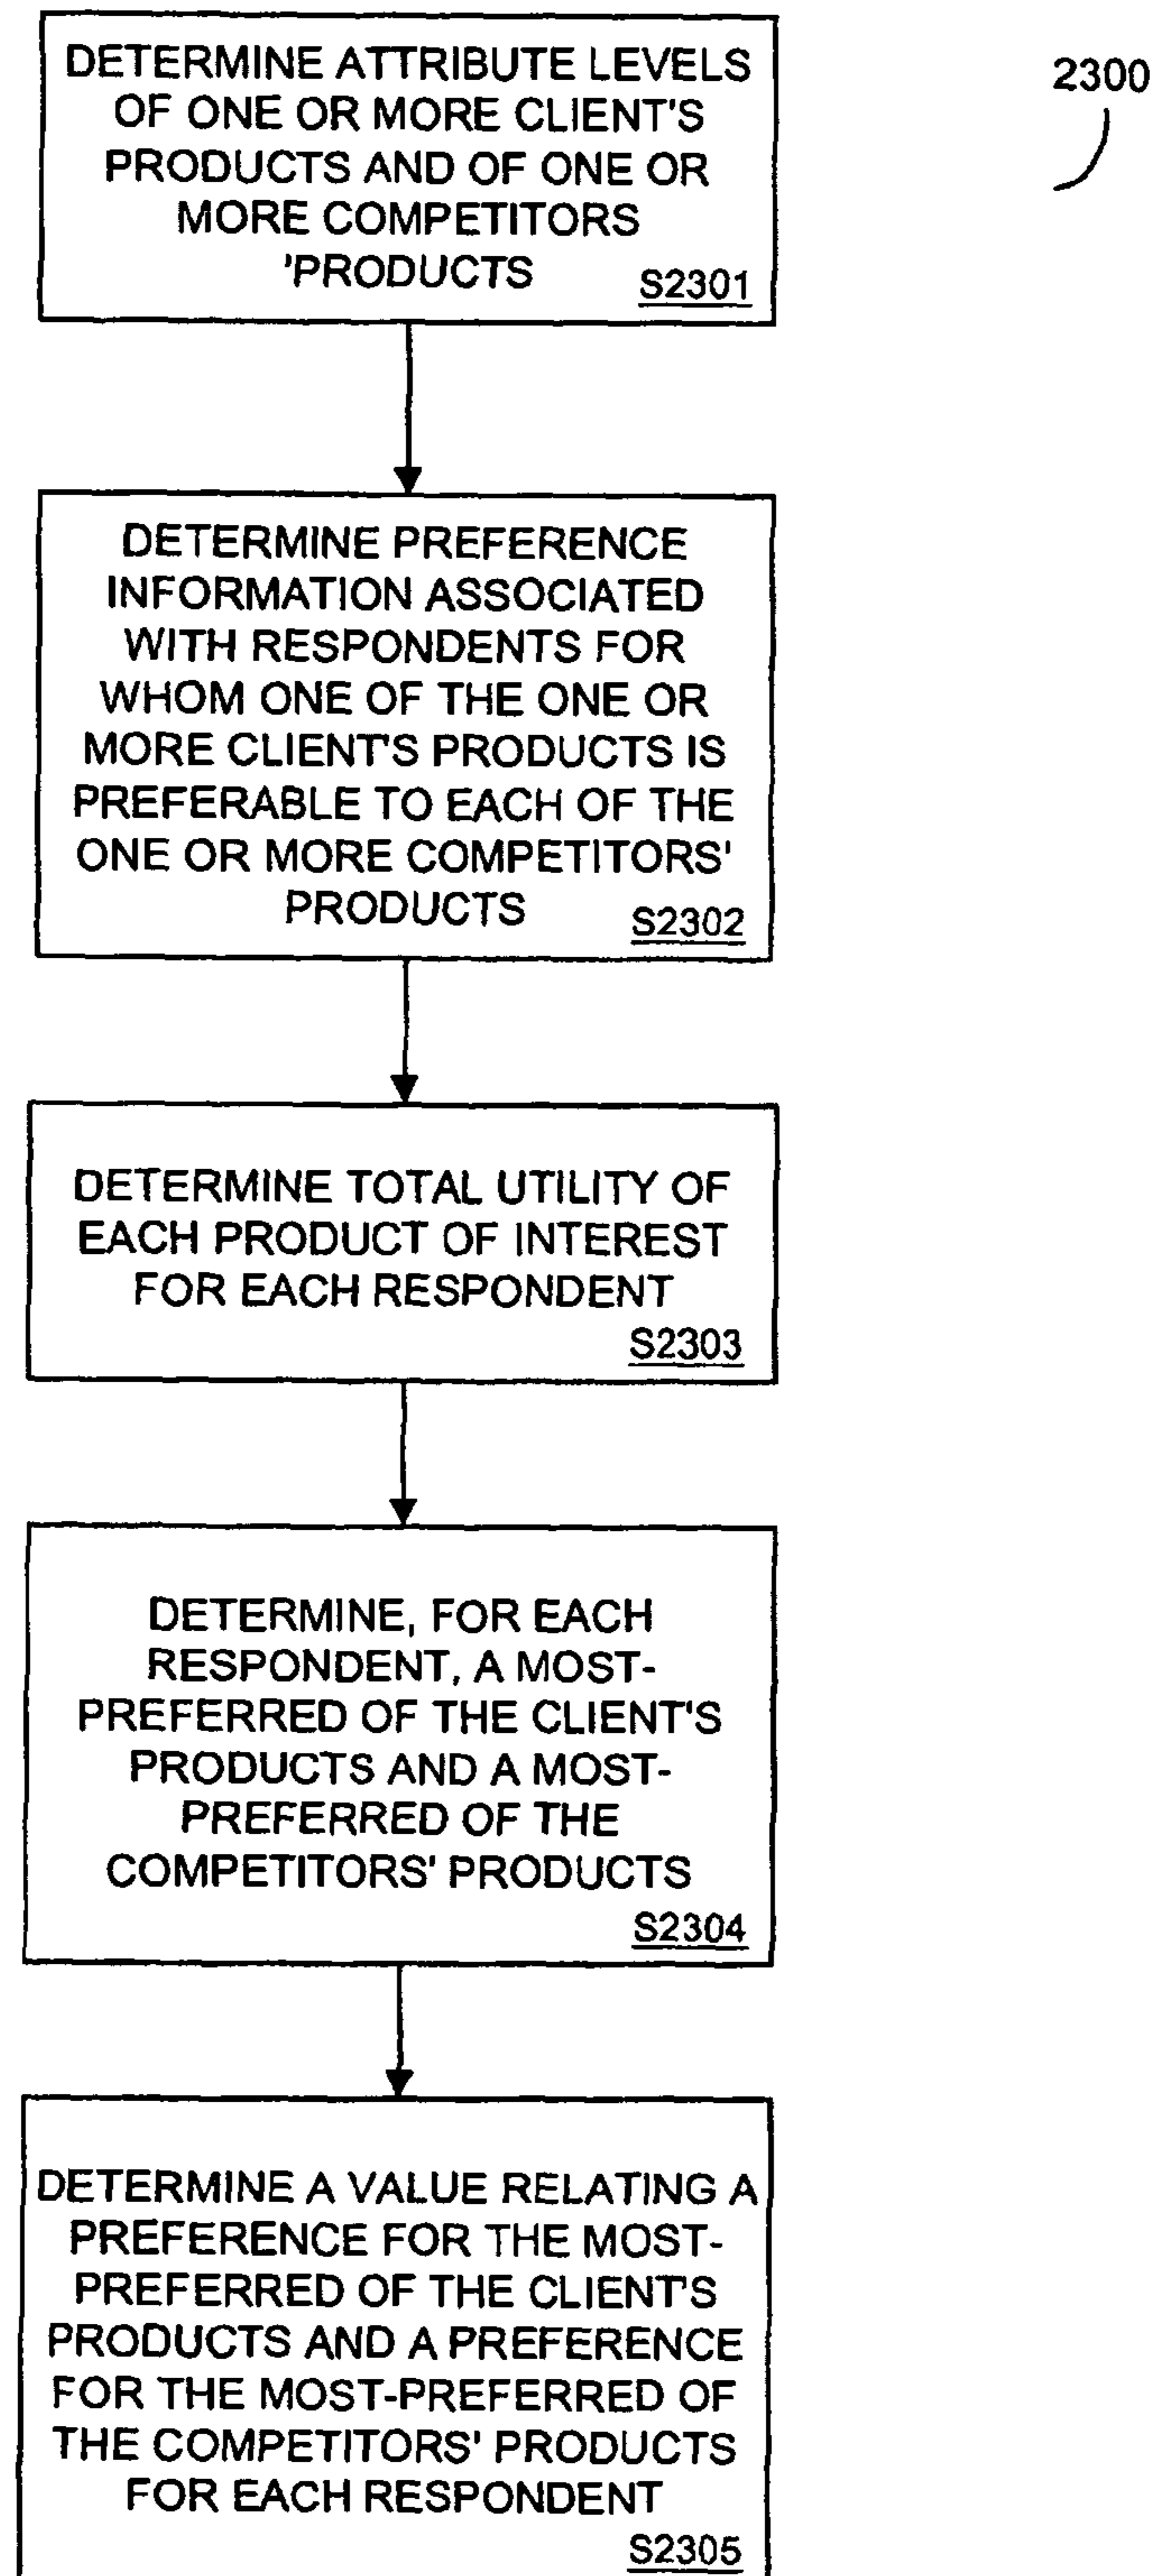 DETERMINE ATTRIBUTE LEVELS
OF ONE OR MORE CLIENT'S
PRODUCTS AND OF ONE OR
MORE COMPETITORS
'PRODUCTS
S2301
2300
DETERMINE PREFERENCE
INFORMATION ASSOCIATED
WITH RESPONDENTS FOR
WHOM ONE OF THE ONE OR
MORE CLIENT'S PRODUCTS IS
PREFERABLE TO EACH OF THE
ONE OR MORE COMPETITORS'
PRODUCTS
S2302
DETERMINE TOTAL UTILITY OF
EACH PRODUCT OF INTEREST
FOR EACH RESPONDENT
S2303
DETERMINE, FOR EACH
RESPONDENT, A MOST-
PREFERRED OF THE CLIENT'S
PRODUCTS AND A MOST-
PREFERRED OF THE
COMPETITORS' PRODUCTS
S2304
DETERMINE A VALUE RELATING A
PREFERENCE FOR THE MOST-
PREFERRED OF THE CLIENT'S
PRODUCTS AND A PREFERENCE
FOR THE MOST-PREFERRED OF
THE COMPETITORS' PRODUCTS
FOR EACH RESPONDENT
S2305